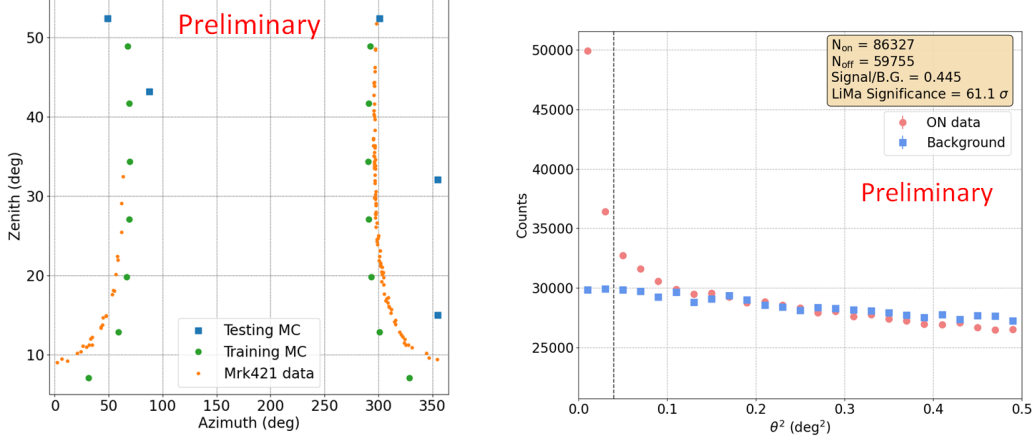 Preliminary
50
40
30
20
10
0
50
100
150
200
250
300
350
Zenith (deg)
Azimuth (deg)
Testing MC
Training MC
Mrk421 data
50000
45000
40000
35000
30000
25000
Counts
N_on = 86327
N_off = 59755
Signal/B.G. = 0.445
LiMa Significance = 61.1 σ
ON data
Background
Preliminary
0.0
0.1
0.2
0.3
0.4
0.5
θ² (deg²)